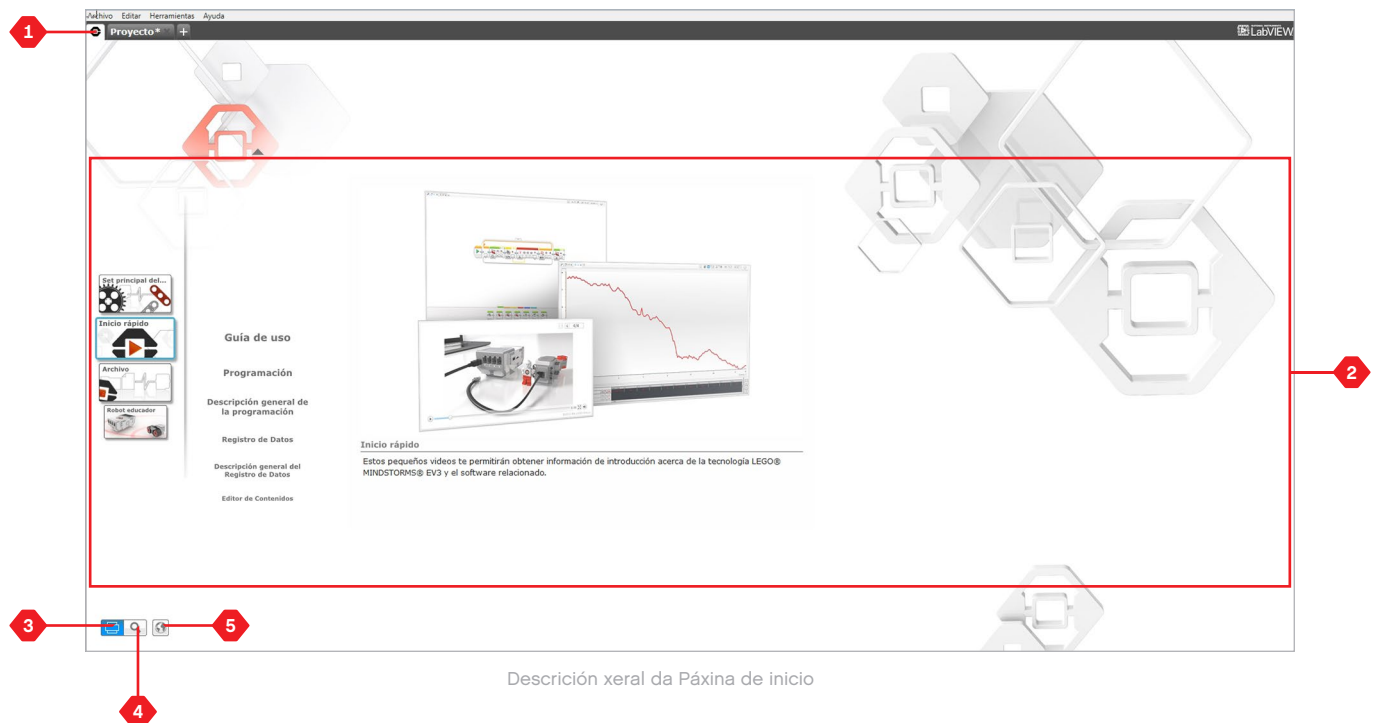 Archivo Editar Herramientas Ayuda
1
Proyecto* +
LabVIEW
Set principal del...
Inicio rápido
Archivo
Robot educador
Guía de uso
Programación
Descripción general de
la programación
Registro de Datos
Descripción general del
Registro de Datos
Editor de Contenidos
Inicio rápido
Estos pequeños videos te permitirán obtener información de introducción acerca de la tecnología LEGO®
MINDSTORMS® EV3 y el software relacionado.
2
3
5
4
Descrición xeral da Páxina de inicio